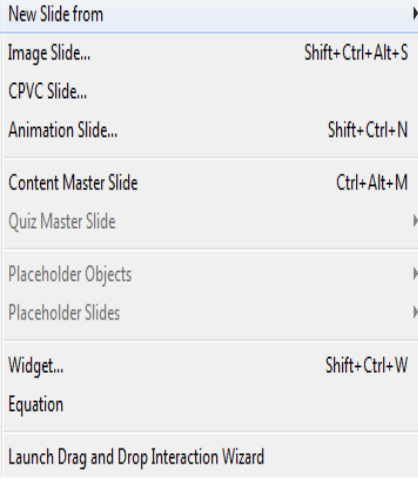 New Slide from
Image Slide... Shift+Ctrl+Alt+S
CPVC Slide...
Animation Slide... Shift+Ctrl+N
Content Master Slide Ctrl+Alt+M
Quiz Master Slide
Placeholder Objects
Placeholder Slides
Widget... Shift+Ctrl+W
Equation
Launch Drag and Drop Interaction Wizard